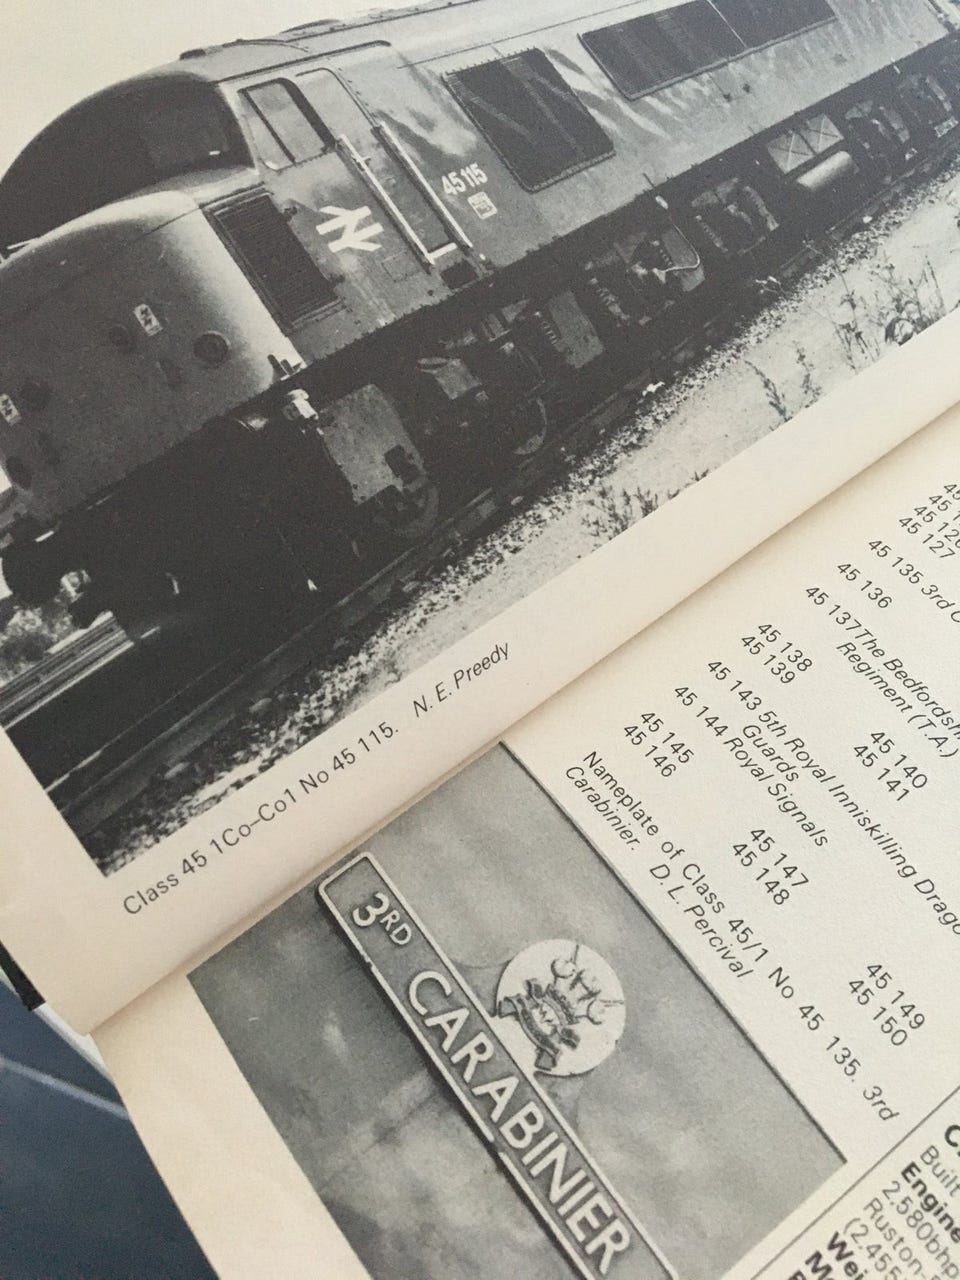 45 115
Class 45 1Co–Co1 No 45 115. N. E. Preedy
45 127
45 135 3rd
45 136
45 137 The
Regiment (T.A.)
45 138
45 139
45 140
45 141
45 143 5th Royal Inniskilling
Guards
45 144 Royal Signals
45 145
45 146
45 147
45 148
45 149
45 150
Nameplate of Class 45/1 No 45 135. 3rd
Carabinier. D. L. Percival
3RD CARABINIER
Built
Engine
2,580bhp